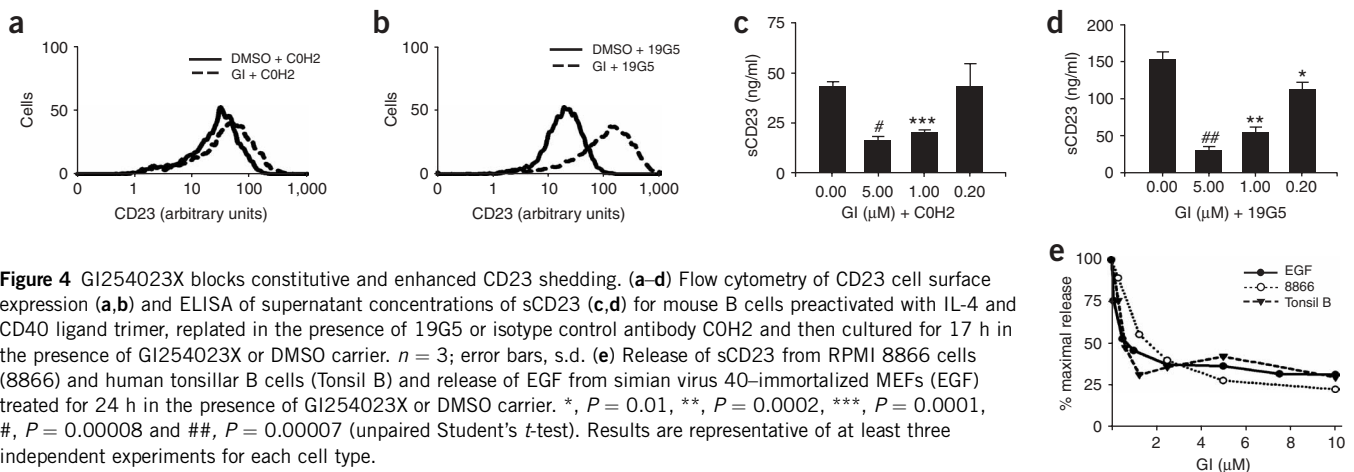 a
100
50
0
Cells
DMSO + C0H2
GI + C0H2
0 1 10 100 1,000
CD23 (arbitrary units)
b
100
50
0
Cells
DMSO + 19G5
GI + 19G5
0 1 10 100 1,000
CD23 (arbitrary units)
c
75
50
25
0
sCD23 (ng/ml)
# ***
0.00 5.00 1.00 0.20
GI (μM) + C0H2
d
200
150
100
50
0
sCD23 (ng/ml)
## ** *
0.00 5.00 1.00 0.20
GI (μM) + 19G5
e
100
75
50
25
0
% maximal release
EGF
8866
Tonsil B
2 4 6 8 10
GI (μM)
Figure 4 GI254023X blocks constitutive and enhanced CD23 shedding. (a–d) Flow cytometry of CD23 cell surface
expression (a,b) and ELISA of supernatant concentrations of sCD23 (c,d) for mouse B cells preactivated with IL-4 and
CD40 ligand trimer, replated in the presence of 19G5 or isotype control antibody C0H2 and then cultured for 17 h in
the presence of GI254023X or DMSO carrier. n = 3; error bars, s.d. (e) Release of sCD23 from RPMI 8866 cells
(8866) and human tonsillar B cells (Tonsil B) and release of EGF from simian virus 40–immortalized MEFs (EGF)
treated for 24 h in the presence of GI254023X or DMSO carrier. *, P = 0.01, **, P = 0.0002, ***, P = 0.0001,
#, P = 0.00008 and ##, P = 0.00007 (unpaired Student's t-test). Results are representative of at least three
independent experiments for each cell type.